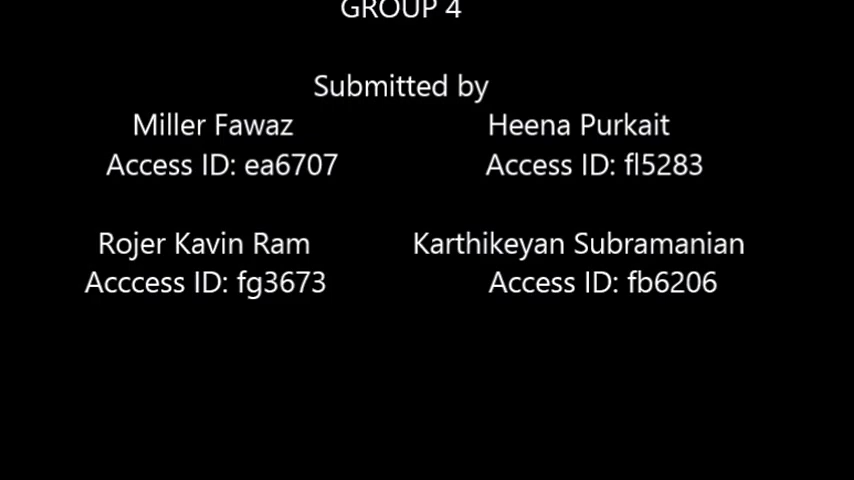 GROUP 4
Submitted by
Miller Fawaz Heena Purkait
Access ID: ea6707 Access ID: fl5283
Rojer Kavin Ram Karthikeyan Subramanian
Acccess ID: fg3673 Access ID: fb6206